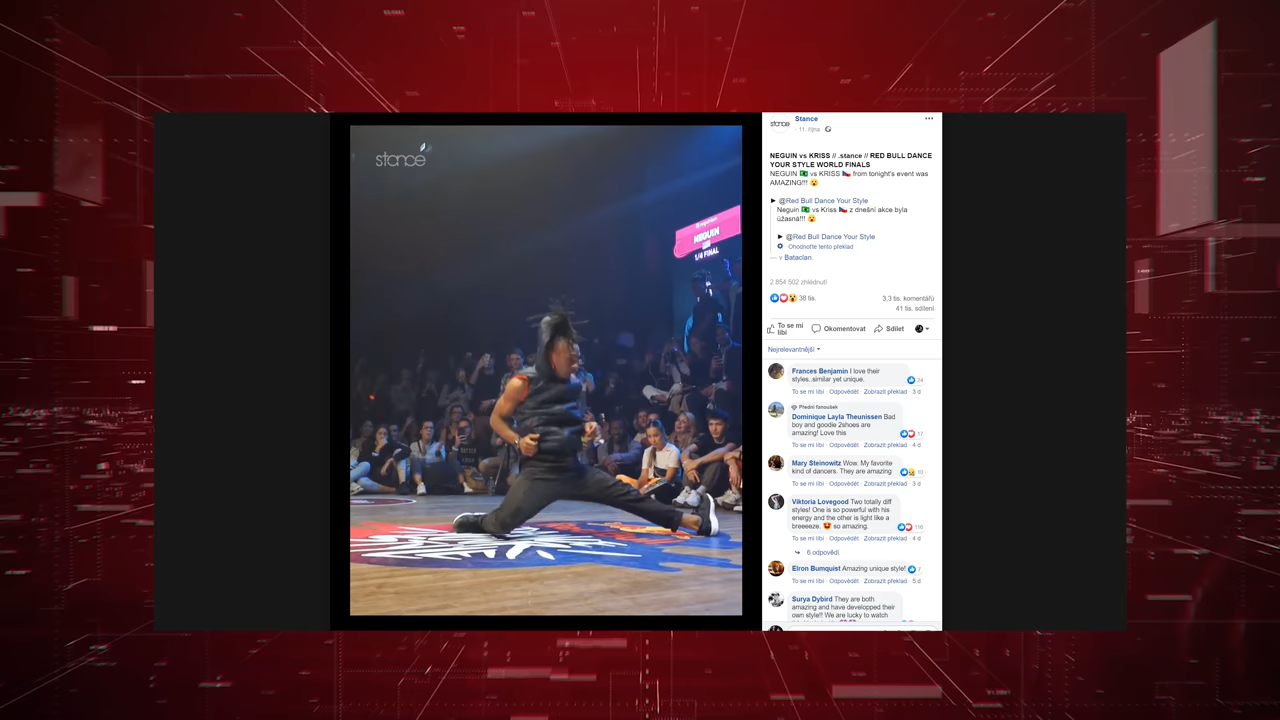 stance
NEGUIN
1/4 FINAL
stance
Stance
11. října
NEGUIN vs KRISS // .stance // RED BULL DANCE
YOUR STYLE WORLD FINALS
NEGUIN 🇧🇷 vs KRISS 🇨🇿 from tonight's event was
AMAZING!!! 😮
► @Red Bull Dance Your Style
Neguin 🇧🇷 vs Kriss 🇨🇿 z dnešní akce byla
úžasná!!! 😮
► @Red Bull Dance Your Style
Ohodnoťte tento překlad
— v Bataclan.
2 854 502 zhlédnutí
38 tis.
3,3 tis. komentářů
41 tis. sdílení
To se mi
líbí
Okomentovat
Sdílet
Nejrelevantnější
Frances Benjamin I love their
styles..similar yet unique.
24
To se mi líbí · Odpovědět · Zobrazit překlad · 3 d
Přední fanoušek
Dominique Layla Theunissen Bad
boy and goodie 2shoes are
amazing! Love this
17
To se mi líbí · Odpovědět · Zobrazit překlad · 4 d
Mary Steinowitz Wow. My favorite
kind of dancers. They are amazing
10
To se mi líbí · Odpovědět · Zobrazit překlad · 3 d
Viktoria Lovegood Two totally diff
styles! One is so powerful with his
energy and the other is light like a
breeeeze. 😍 so amazing.
116
To se mi líbí · Odpovědět · Zobrazit překlad · 4 d
6 odpovědí
Elron Bumquist Amazing unique style!
7
To se mi líbí · Odpovědět · Zobrazit překlad · 5 d
Surya Dybird They are both
amazing and have developped their
own style!! We are lucky to watch